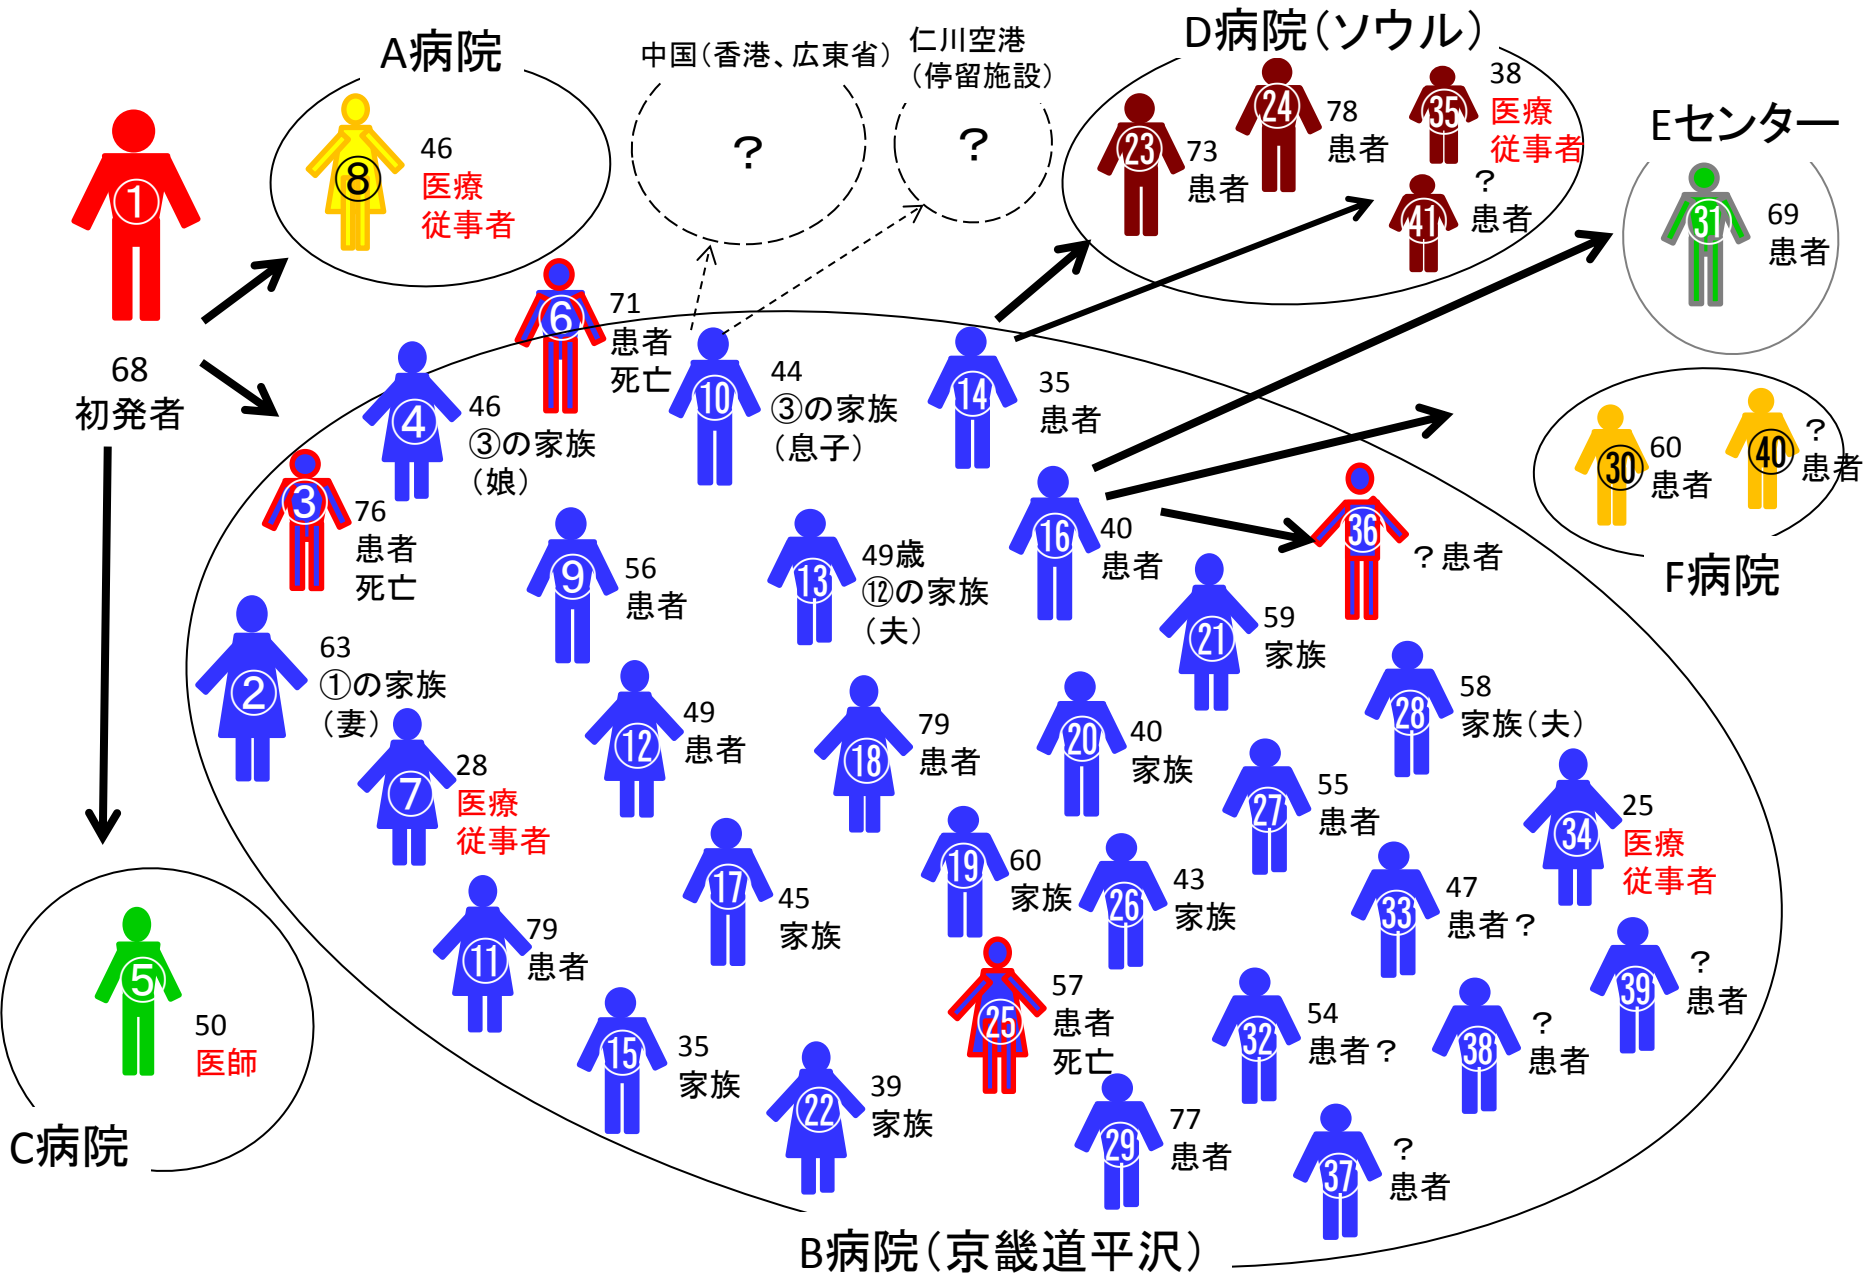 A病院
中国(香港、広東省)
仁川空港
(停留施設)
D病院(ソウル)
Eセンター
①
68
初発者
⑧
46
医療
従事者
?
?
㉓
73
患者
㉔
78
患者
㉟
38
医療
従事者
㊶
?
患者
㉛
69
患者
⑥
71
患者
死亡
④
46
③の家族
(娘)
⑩
44
③の家族
(息子)
⑭
35
患者
③
76
患者
死亡
⑨
56
患者
⑬
49歳
⑫の家族
(夫)
⑯
40
患者
㊱
?患者
㉚
60
患者
㊵
?
患者
F病院
②
63
①の家族
(妻)
⑦
28
医療
従事者
⑫
49
患者
⑱
79
患者
⑳
40
家族
㉑
59
家族
㉘
58
家族(夫)
㉗
55
患者
㉞
25
医療
従事者
⑰
45
家族
⑲
60
家族
㉖
43
家族
㉝
47
患者?
⑪
79
患者
㉕
57
患者
死亡
㉜
54
患者?
㊳
?
患者
㊴
?
患者
⑤
50
医師
C病院
⑮
35
家族
㉒
39
家族
㉙
77
患者
㊲
?
患者
B病院(京畿道平沢)